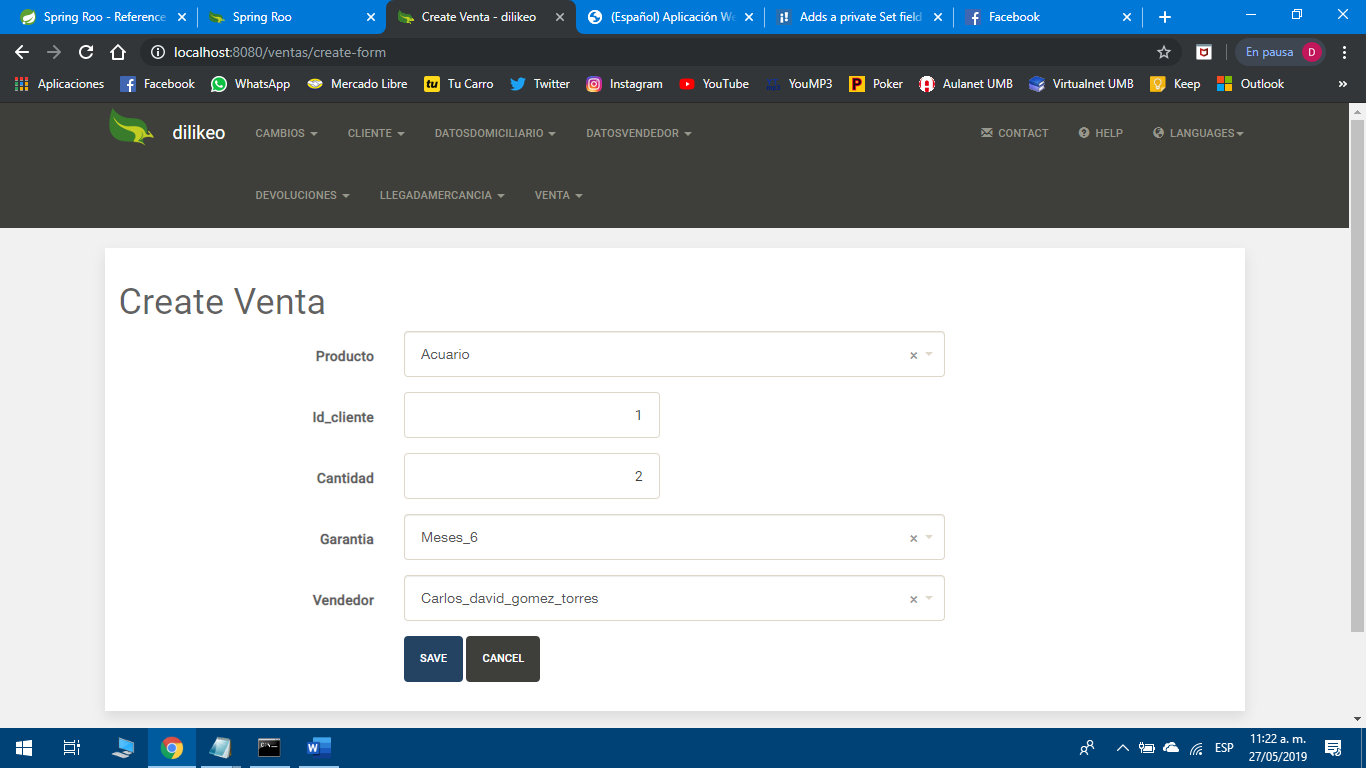 Spring Roo - Reference
Spring Roo
Create Venta - dilikeo
(Español) Aplicación We
Adds a private Set field
Facebook
localhost:8080/ventas/create-form
En pausa
D
Aplicaciones
Facebook
WhatsApp
Mercado Libre
tu Tu Carro
Twitter
Instagram
YouTube
YouMP3
P Poker
Aulanet UMB
Virtualnet UMB
Keep
Outlook
»
dilikeo
CAMBIOS
CLIENTE
DATOSDOMICILIARIO
DATOSVENDEDOR
CONTACT
HELP
LANGUAGES
DEVOLUCIONES
LLEGADAMERCANCIA
VENTA
Create Venta
Producto
Acuario
Id_cliente
1
Cantidad
2
Garantia
Meses_6
Vendedor
Carlos_david_gomez_torres
SAVE
CANCEL
ESP
11:22 a. m.
27/05/2019